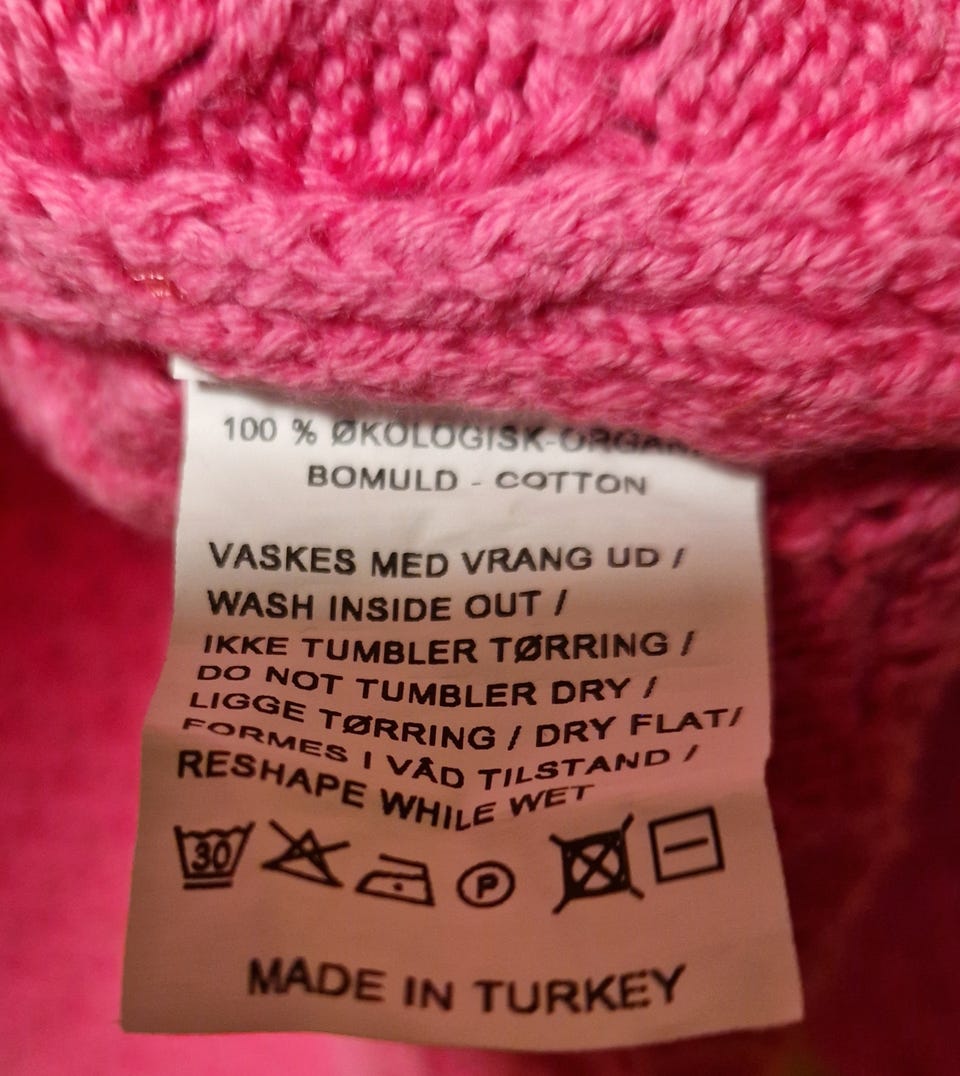 100 % ØKOLOGISK-ORGAN
BOMULD - COTTON
VASKES MED VRANG UD /
WASH INSIDE OUT /
IKKE TUMBLER TØRRING /
DO NOT TUMBLER DRY /
LIGGE TØRRING / DRY FLAT/
FORMES I VÅD TILSTAND /
RESHAPE WHILE WET
30 P
MADE IN TURKEY